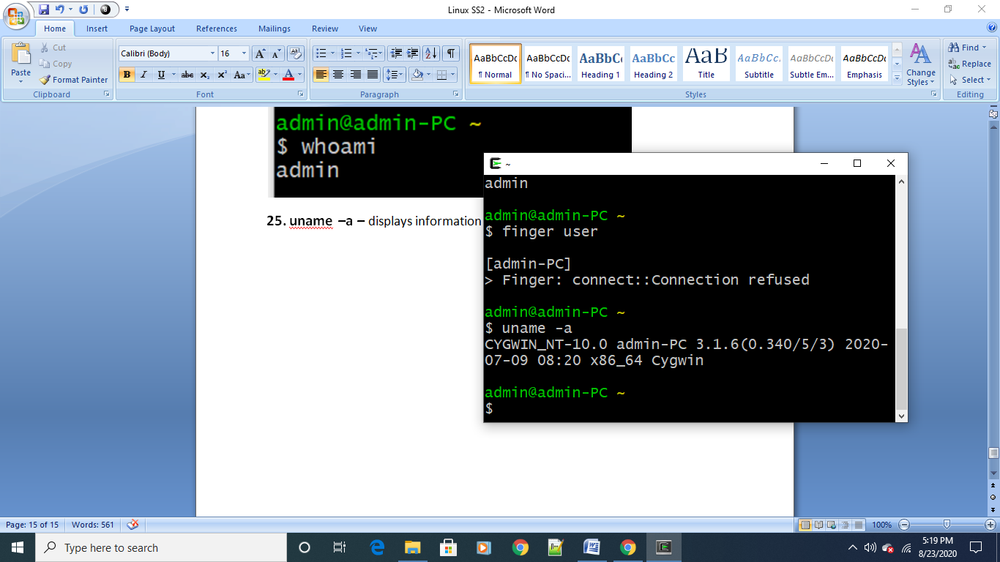 Linux SS2 - Microsoft Word
Home Insert Page Layout References Mailings Review View
Paste
Cut
Copy
Format Painter
Clipboard
Calibri (Body) 16
B I U abc x₂ x² Aa
Font
Paragraph
AaBbCcDc AaBbCcDc AaBbCc AaBbCc AaB AaBbCc. AaBbCcDc AaBbCcDc
¶ Normal ¶ No Spaci... Heading 1 Heading 2 Title Subtitle Subtle Em... Emphasis
Change Styles
Styles
Find
Replace
Select
Editing
admin@admin-PC ~
$ whoami
admin
25. uname –a – displays information
~
admin
admin@admin-PC ~
$ finger user
[admin-PC]
> Finger: connect::Connection refused
admin@admin-PC ~
$ uname -a
CYGWIN_NT-10.0 admin-PC 3.1.6(0.340/5/3) 2020-
07-09 08:20 x86_64 Cygwin
admin@admin-PC ~
$
Page: 15 of 15 Words: 561 100%
Type here to search
5:19 PM
8/23/2020